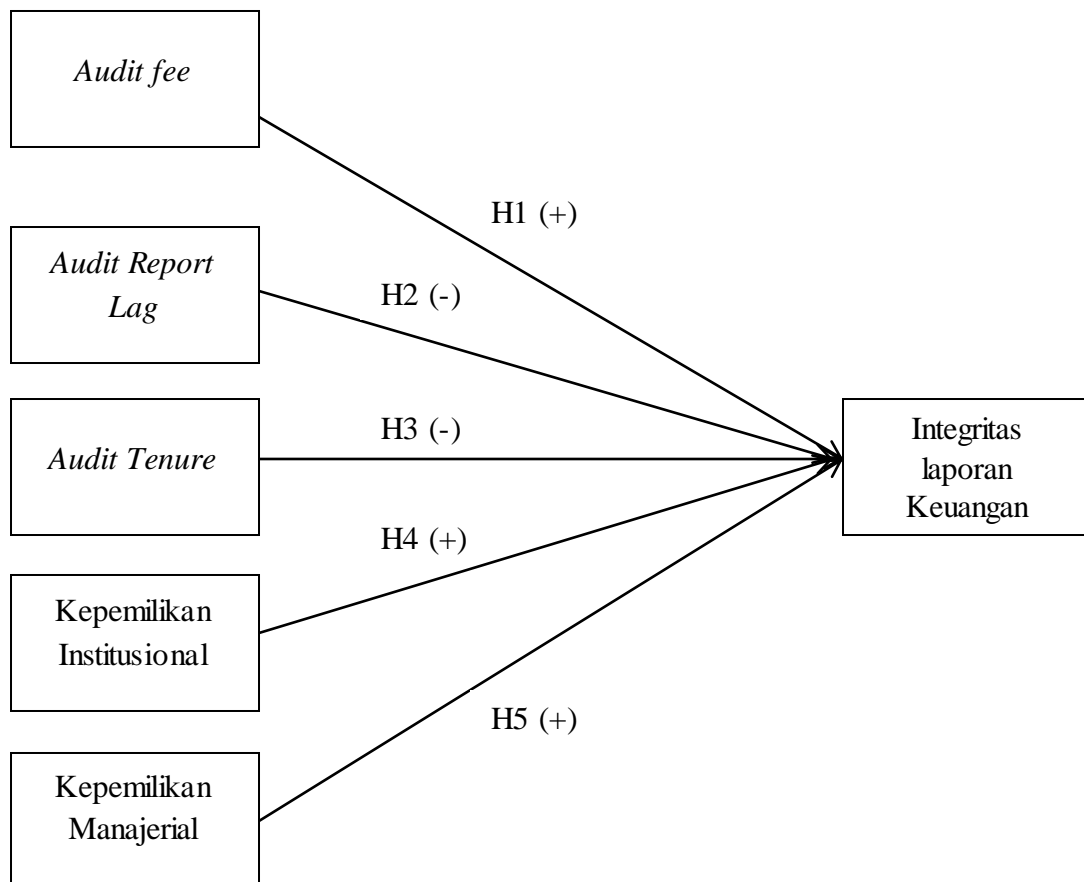 Audit fee
H1 (+)
Audit Report
Lag
H2 (-)
Audit Tenure
H3 (-)
Integritas
laporan
Keuangan
H4 (+)
Kepemilikan
Institusional
H5 (+)
Kepemilikan
Manajerial